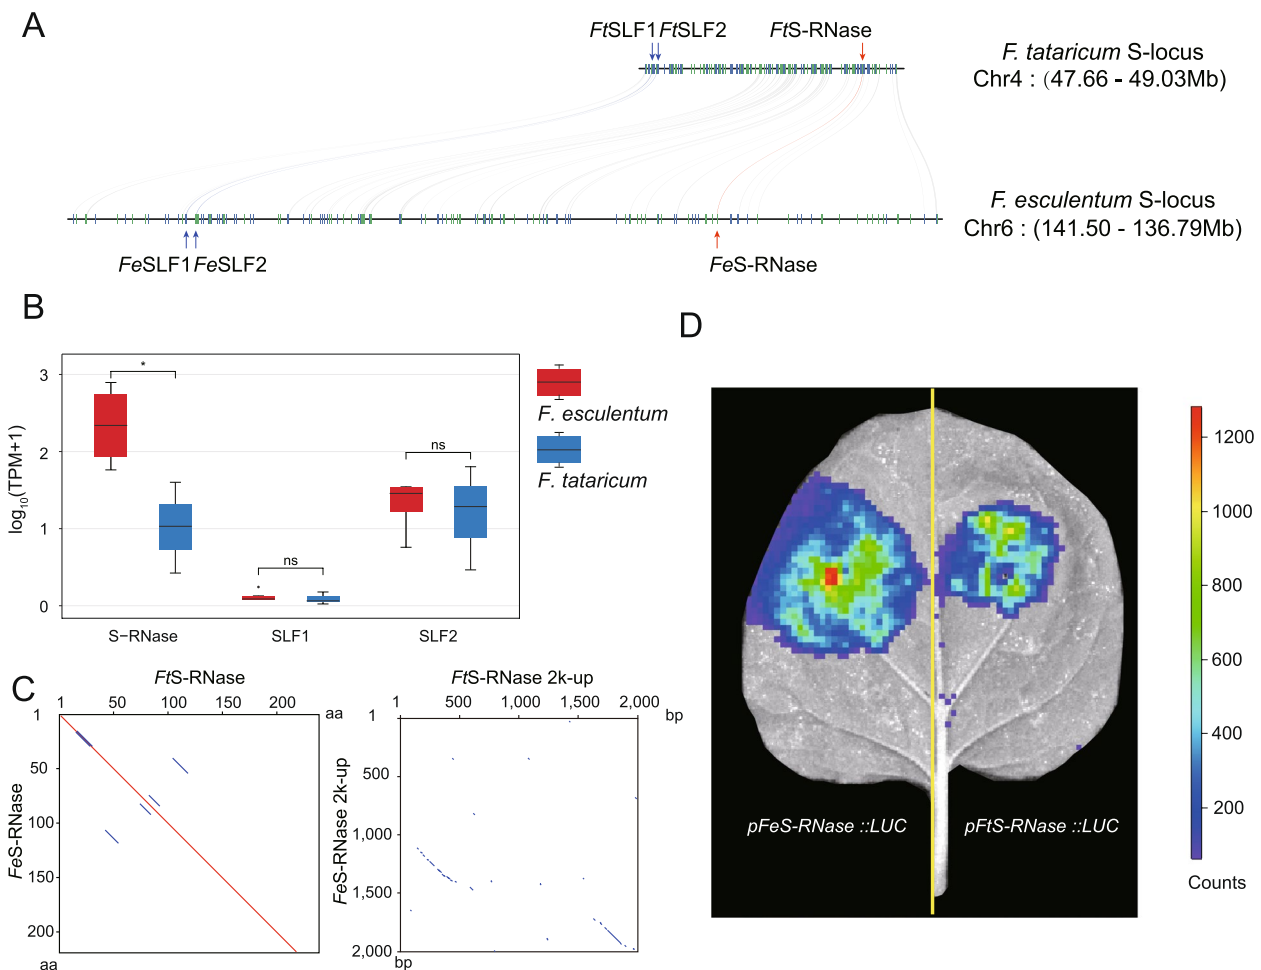 A
FtSLF1 FtSLF2 FtS-RNase
F. tataricum S-locus
Chr4 : (47.66 - 49.03Mb)
F. esculentum S-locus
Chr6 : (141.50 - 136.79Mb)
FeSLF1 FeSLF2 FeS-RNase
B
log10(TPM+1)
3
2
1
0
*
ns
ns
S−RNase SLF1 SLF2
F. esculentum
F. tataricum
C
FtS-RNase
1 50 100 200 aa
FeS-RNase
1
50
100
150
200
aa
FtS-RNase 2k-up
1 500 1,000 1,500 2,000 bp
FeS-RNase 2k-up
1
500
1,000
1,500
2,000
bp
D
pFeS-RNase ::LUC
pFtS-RNase ::LUC
1200
1000
800
600
400
200
Counts